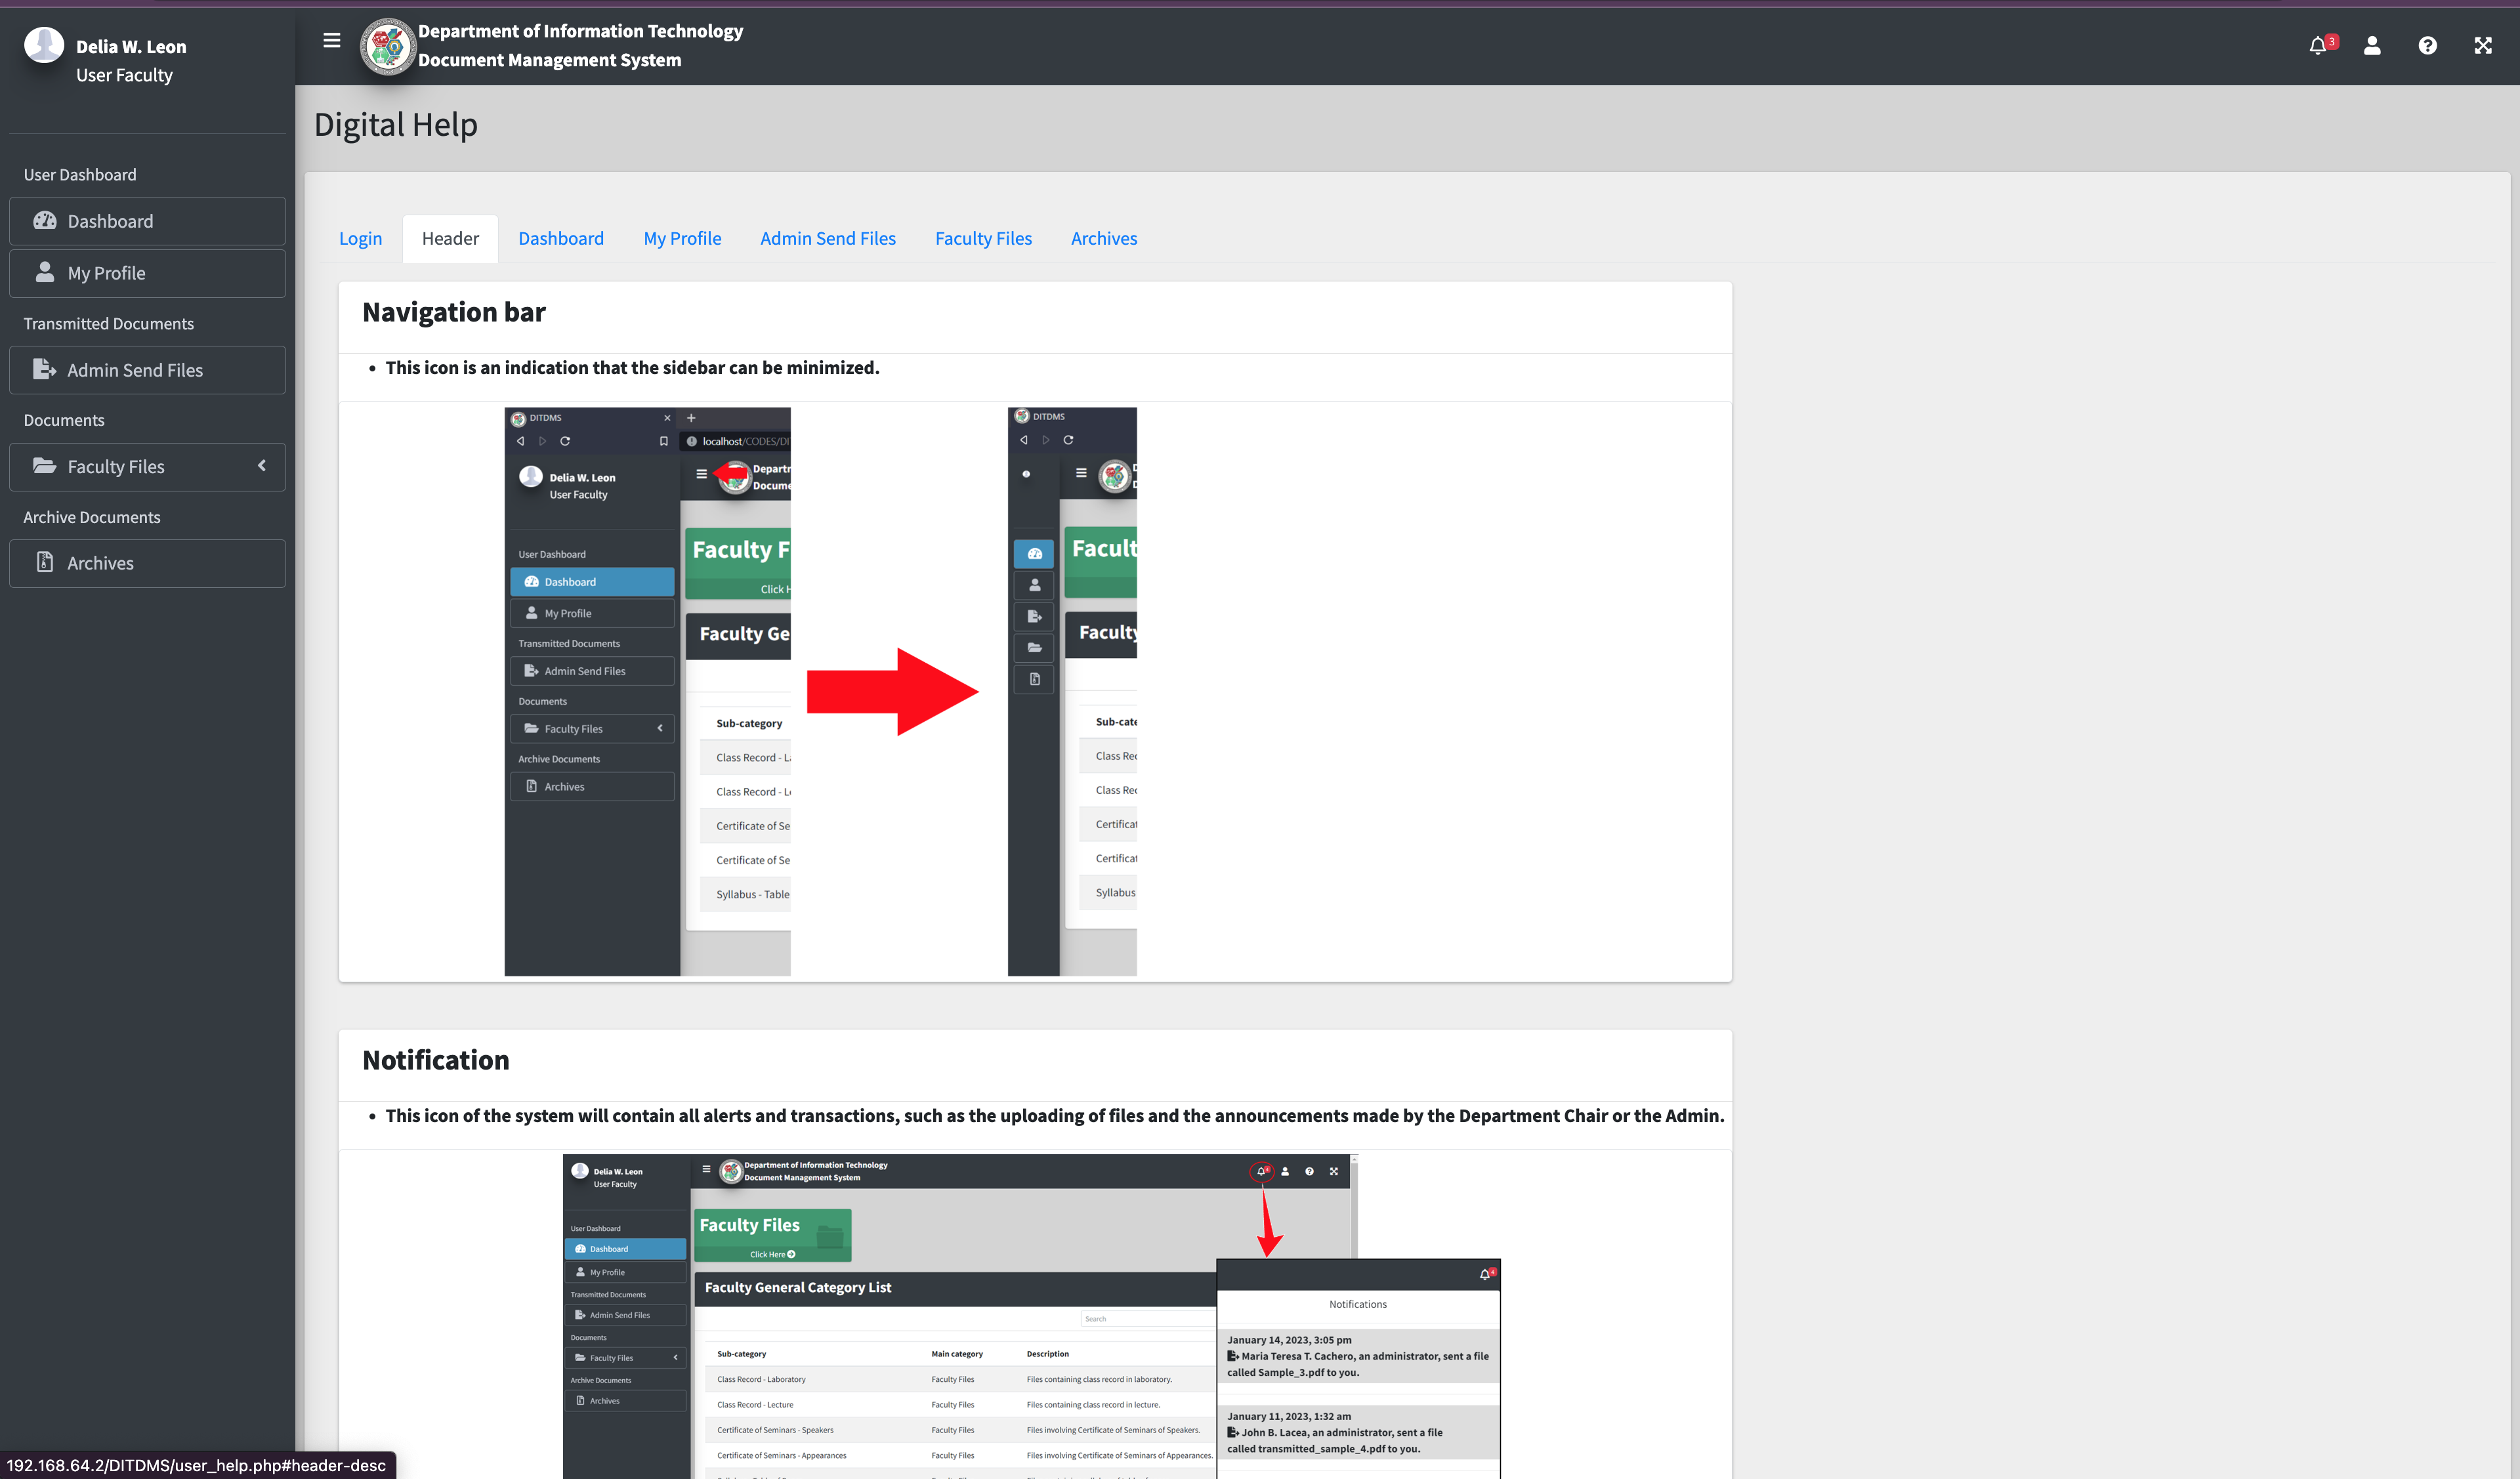 Delia W. Leon
User Faculty
Department of Information Technology
Document Management System
3
Digital Help
User Dashboard
Dashboard
My Profile
Transmitted Documents
Admin Send Files
Documents
Faculty Files
Archive Documents
Archives
Login
Header
Dashboard
My Profile
Admin Send Files
Faculty Files
Archives
Navigation bar
• This icon is an indication that the sidebar can be minimized.
DITDMS
localhost/CODES/DI
Delia W. Leon
User Faculty
Departr
Docume
User Dashboard
Dashboard
My Profile
Transmitted Documents
Admin Send Files
Documents
Faculty Files
Archive Documents
Archives
Faculty F
Click H
Faculty Ge
Sub-category
Class Record - La
Class Record - Le
Certificate of Se
Certificate of Se
Syllabus - Table
DITDMS
Facult
Faculty
Sub-cate
Class Rec
Class Rec
Certificat
Certificat
Syllabus
Notification
• This icon of the system will contain all alerts and transactions, such as the uploading of files and the announcements made by the Department Chair or the Admin.
Delia W. Leon
User Faculty
Department of Information Technology
Document Management System
User Dashboard
Dashboard
My Profile
Transmitted Documents
Admin Send Files
Documents
Faculty Files
Archive Documents
Archives
Faculty Files
Click Here
Faculty General Category List
Search
Sub-category Main category Description
Class Record - Laboratory Faculty Files Files containing class record in laboratory.
Class Record - Lecture Faculty Files Files containing class record in lecture.
Certificate of Seminars - Speakers Faculty Files Files involving Certificate of Seminars of Speakers.
Certificate of Seminars - Appearances Faculty Files Files involving Certificate of Seminars of Appearances.
4
Notifications
January 14, 2023, 3:05 pm
Maria Teresa T. Cachero, an administrator, sent a file
called Sample_3.pdf to you.
January 11, 2023, 1:32 am
John B. Lacea, an administrator, sent a file
called transmitted_sample_4.pdf to you.
192.168.64.2/DITDMS/user_help.php#header-desc